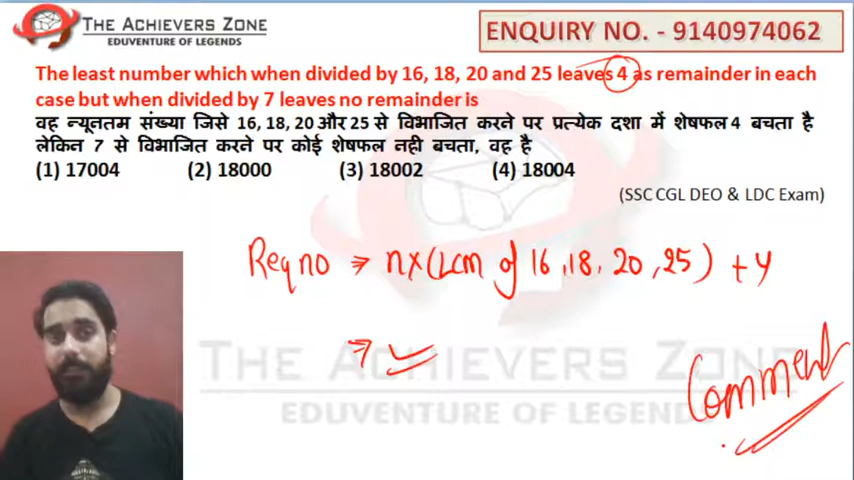 THE ACHIEVERS ZONE
EDUVENTURE OF LEGENDS
ENQUIRY NO. - 9140974062
The least number which when divided by 16, 18, 20 and 25 leaves 4 as remainder in each
case but when divided by 7 leaves no remainder is
वह न्यूनतम संख्या जिसे 16, 18, 20 और 25 से विभाजित करने पर प्रत्येक दशा में शेषफल 4 बचता है
लेकिन 7 से विभाजित करने पर कोई शेषफल नही बचता, वह है
(1) 17004 (2) 18000 (3) 18002 (4) 18004
(SSC CGL DEO & LDC Exam)
Req no ⇒ n×(LCM of 16,18, 20,25) + 4
⇒
THE ACHIEVERS ZONE
EDUVENTURE OF LEGENDS
Comment